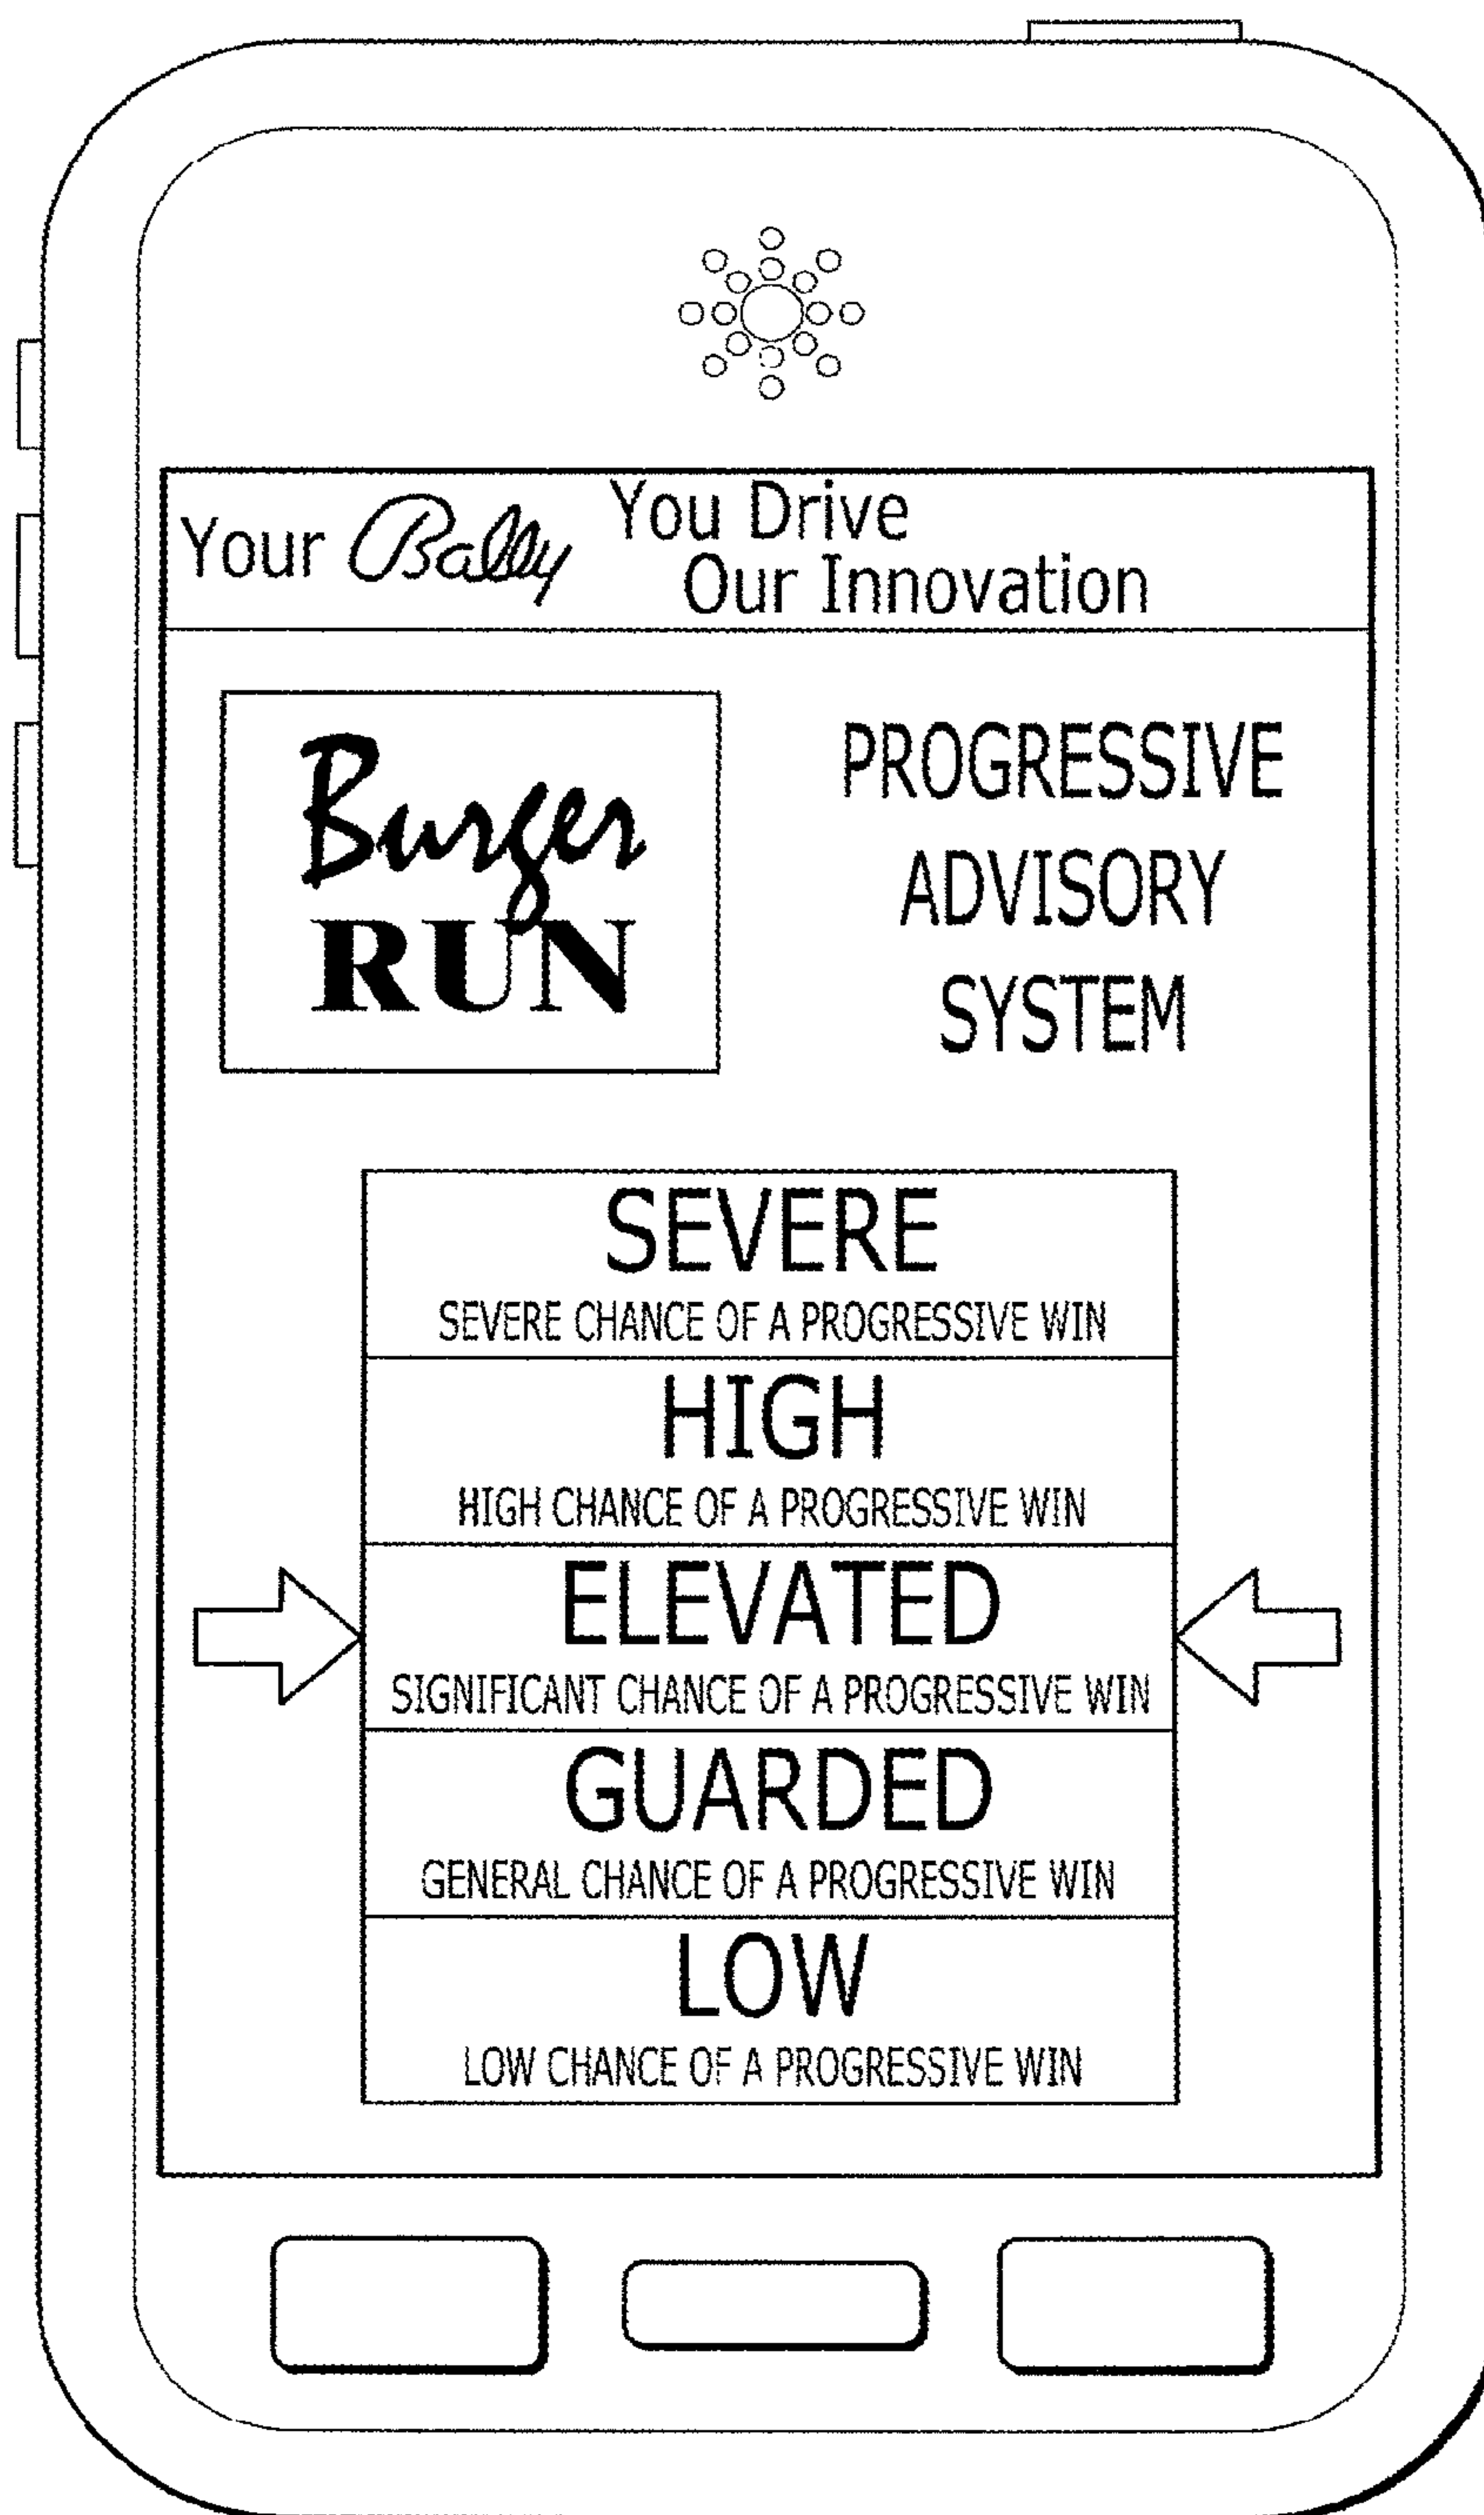 Your Bally You Drive
Our Innovation
Burger
RUN
PROGRESSIVE
ADVISORY
SYSTEM
SEVERE
SEVERE CHANCE OF A PROGRESSIVE WIN
HIGH
HIGH CHANCE OF A PROGRESSIVE WIN
ELEVATED
SIGNIFICANT CHANCE OF A PROGRESSIVE WIN
GUARDED
GENERAL CHANCE OF A PROGRESSIVE WIN
LOW
LOW CHANCE OF A PROGRESSIVE WIN